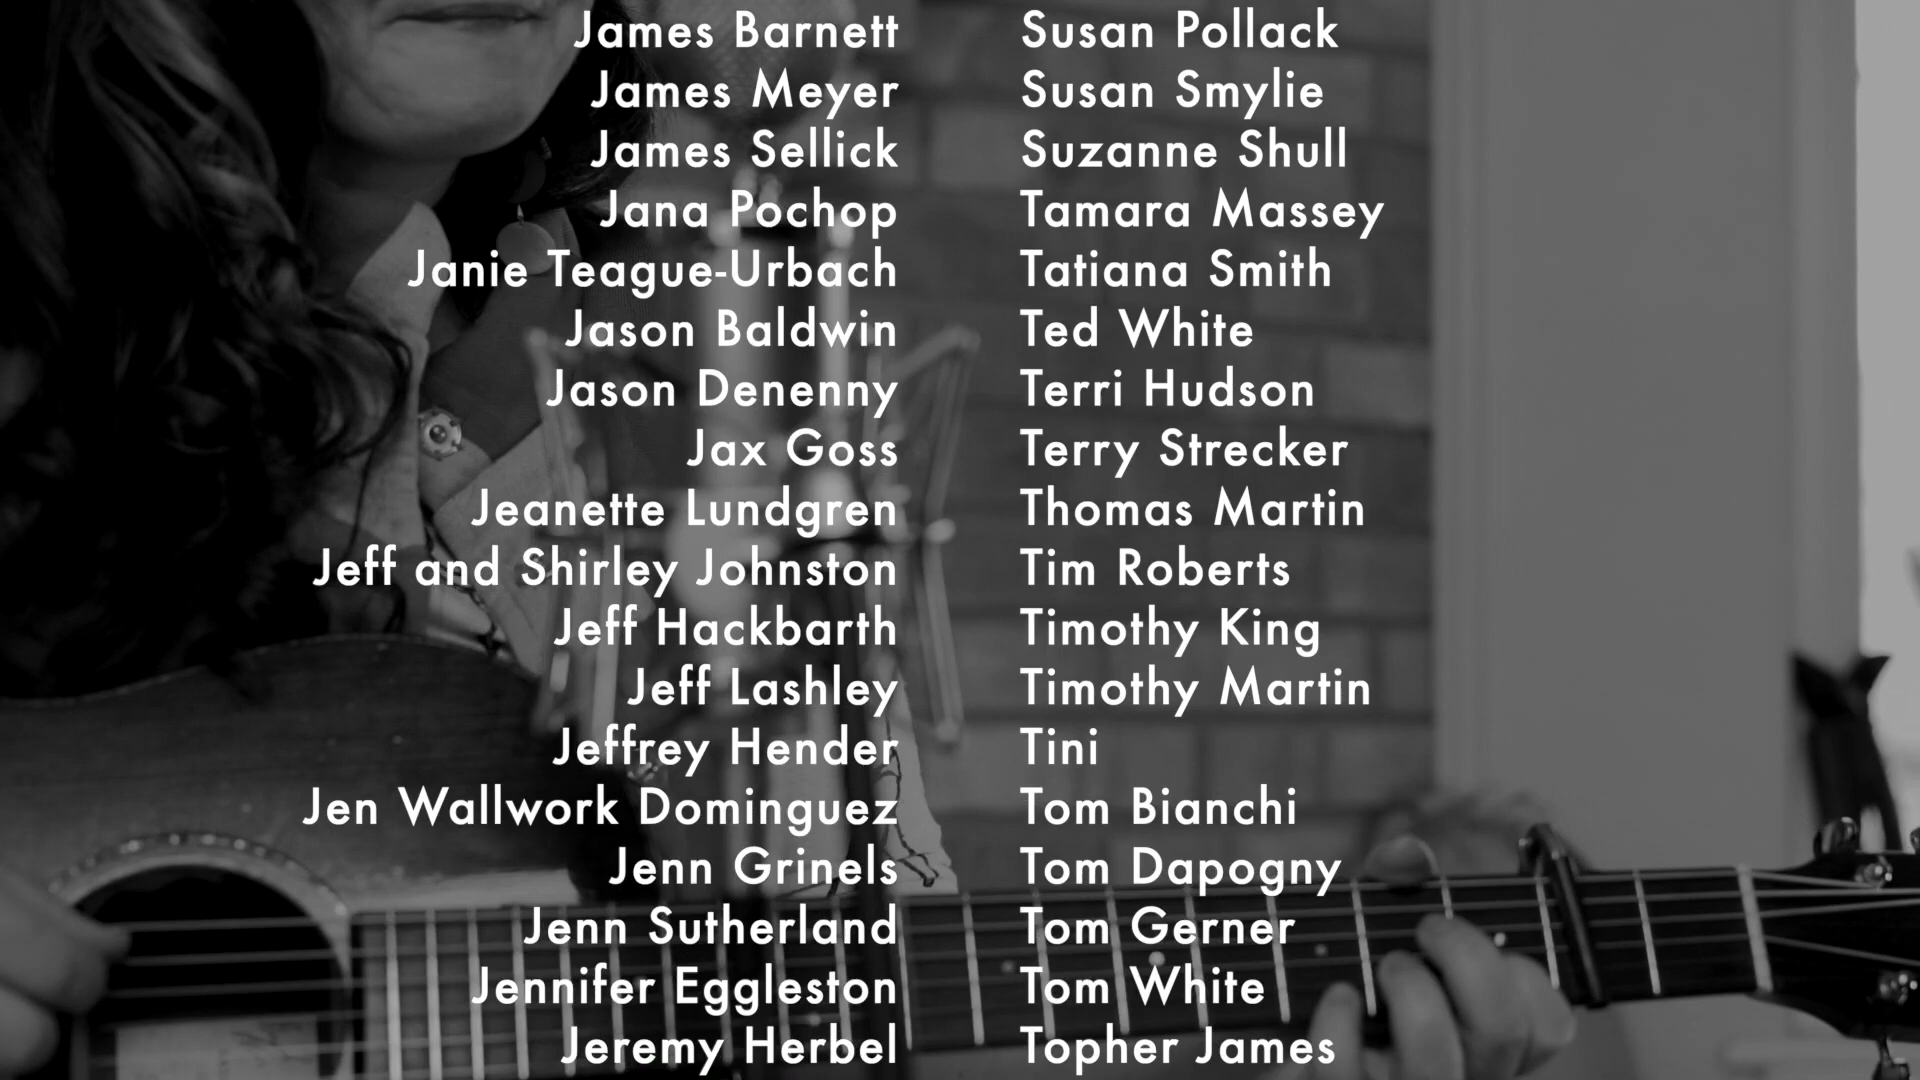 James Barnett
James Meyer
James Sellick
Jana Pochop
Janie Teague-Urbach
Jason Baldwin
Jason Denenny
Jax Goss
Jeanette Lundgren
Jeff and Shirley Johnston
Jeff Hackbarth
Jeff Lashley
Jeffrey Hender
Jen Wallwork Dominguez
Jenn Grinels
Jenn Sutherland
Jennifer Eggleston
Jeremy Herbel
Susan Pollack
Susan Smylie
Suzanne Shull
Tamara Massey
Tatiana Smith
Ted White
Terri Hudson
Terry Strecker
Thomas Martin
Tim Roberts
Timothy King
Timothy Martin
Tini
Tom Bianchi
Tom Dapogny
Tom Gerner
Tom White
Topher James